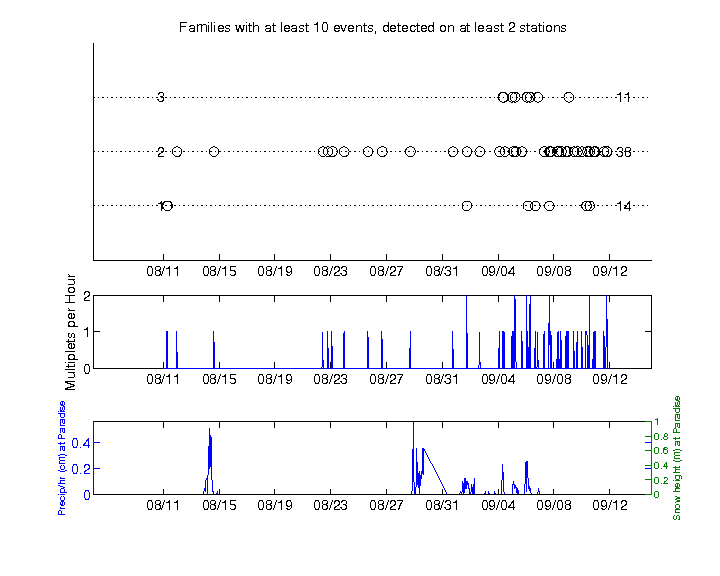 Families with at least 10 events, detected on at least 2 stations
3 11
2 36
1 14
08/11 08/15 08/19 08/23 08/27 08/31 09/04 09/08 09/12
Multiplets per Hour
2
1
0
08/11 08/15 08/19 08/23 08/27 08/31 09/04 09/08 09/12
Precip/hr (cm) at Paradise
0.4
0.2
0
1
0.8
0.6
0.4
0.2
0
Snow height (m) at Paradise
08/11 08/15 08/19 08/23 08/27 08/31 09/04 09/08 09/12